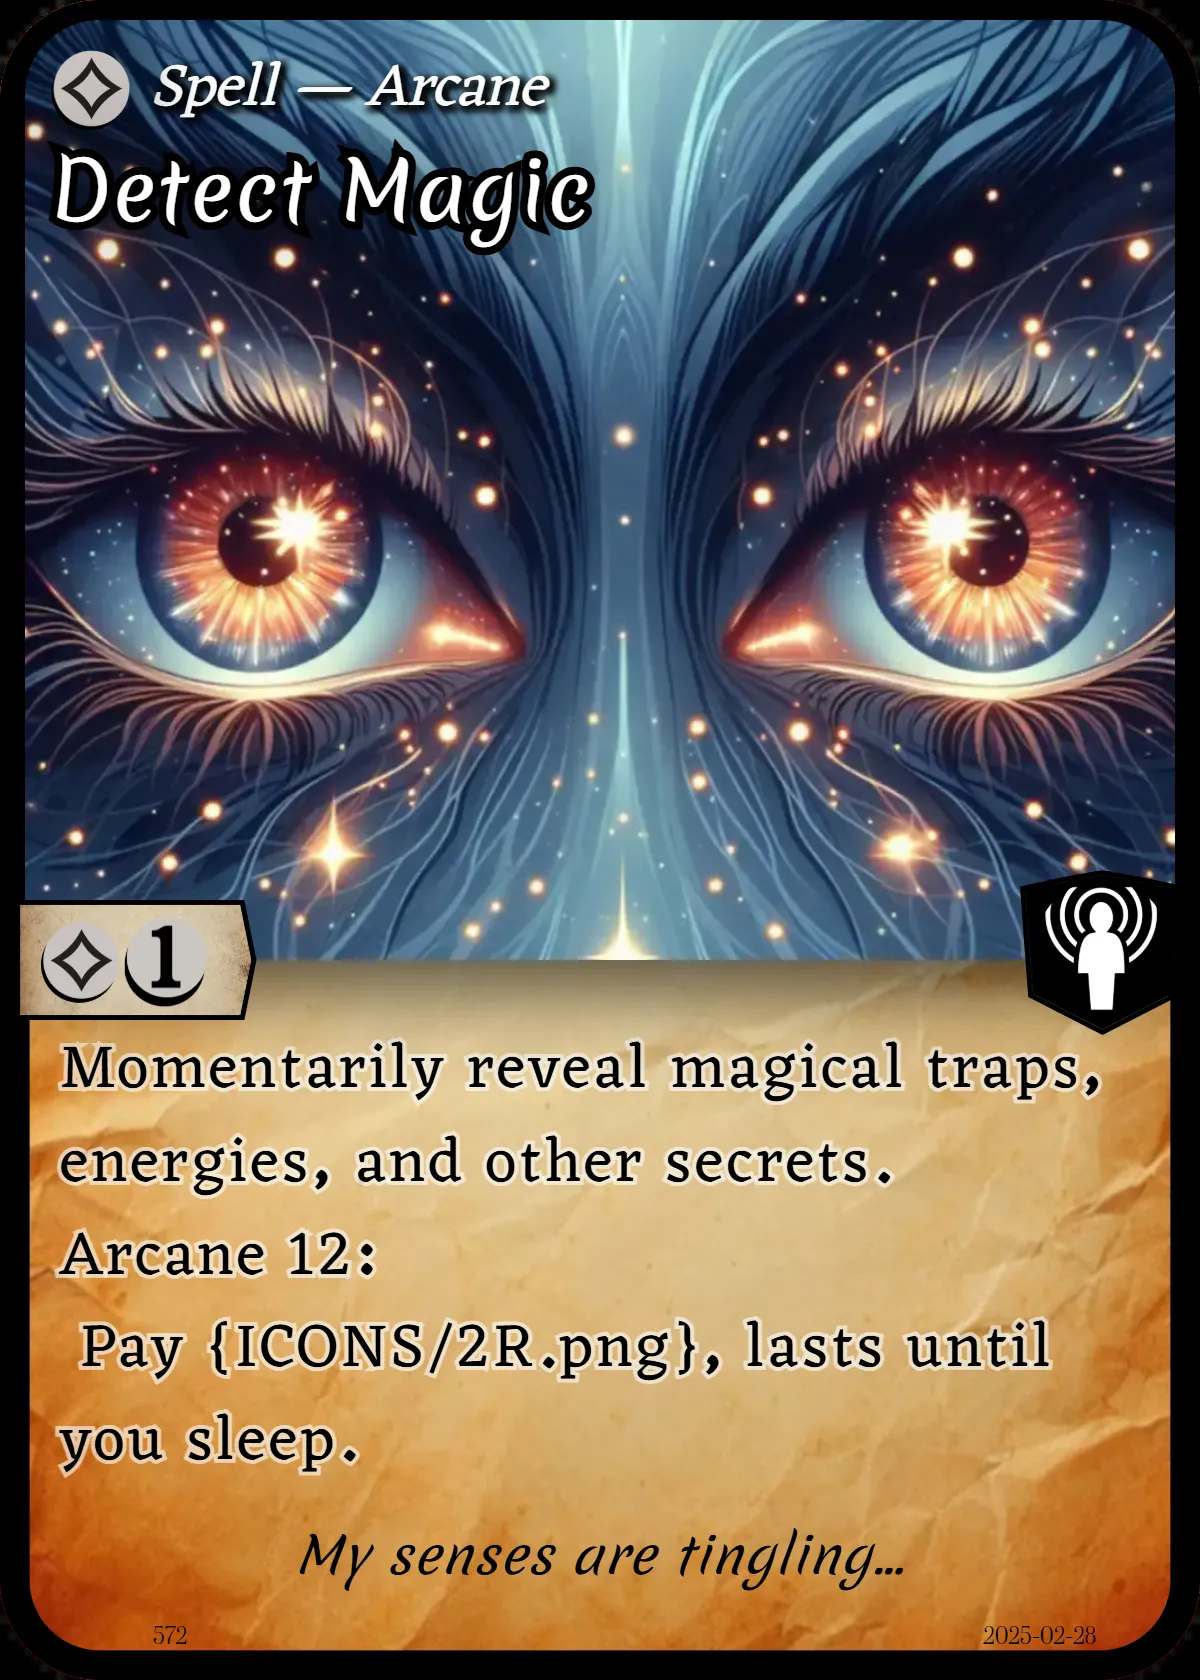 Spell — Arcane
Detect Magic
1
Momentarily reveal magical traps,
energies, and other secrets.
Arcane 12:
Pay {ICONS/2R.png}, lasts until
you sleep.
My senses are tingling...
572
2025-02-28